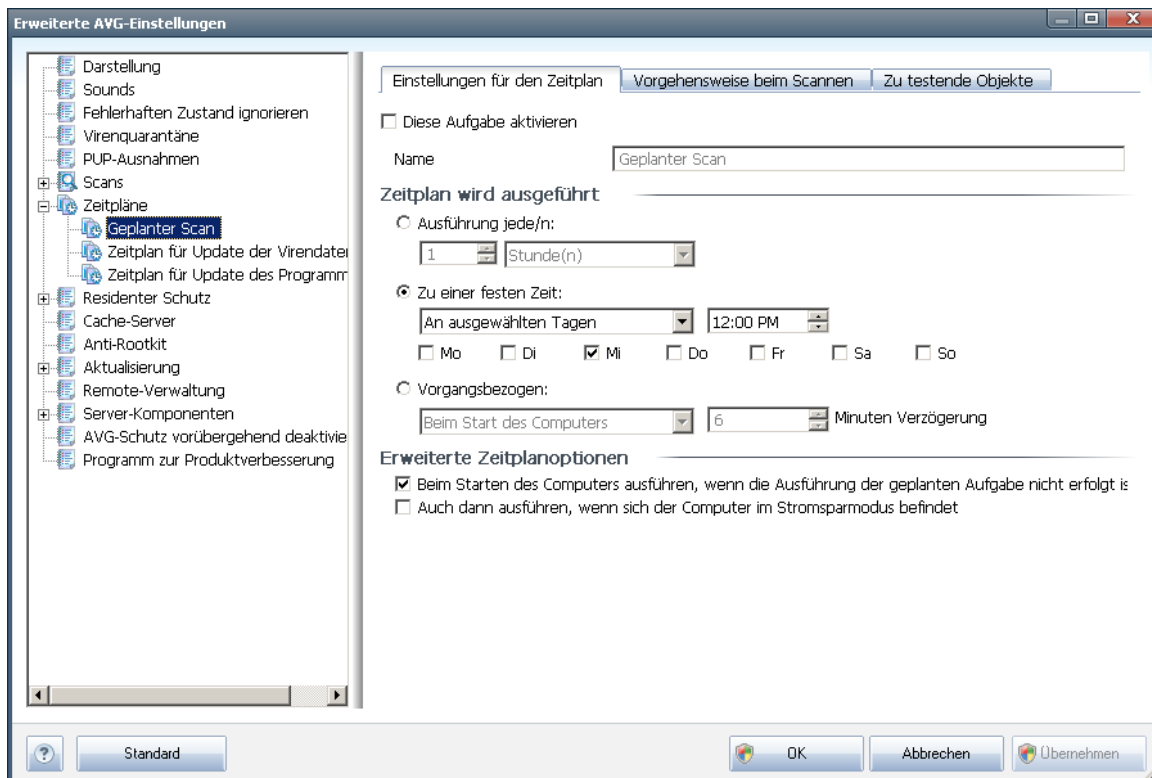 Erweiterte AVG-Einstellungen
Darstellung
Sounds
Fehlerhaften Zustand ignorieren
Virenquarantäne
PUP-Ausnahmen
Scans
Zeitpläne
Geplanter Scan
Zeitplan für Update der Virendater
Zeitplan für Update des Programm
Residenter Schutz
Cache-Server
Anti-Rootkit
Aktualisierung
Remote-Verwaltung
Server-Komponenten
AVG-Schutz vorübergehend deaktivie
Programm zur Produktverbesserung
Einstellungen für den Zeitplan Vorgehensweise beim Scannen Zu testende Objekte
Diese Aufgabe aktivieren
Name Geplanter Scan
Zeitplan wird ausgeführt
Ausführung jede/n:
1 Stunde(n)
Zu einer festen Zeit:
An ausgewählten Tagen 12:00 PM
Mo Di Mi Do Fr Sa So
Vorgangsbezogen:
Beim Start des Computers 6 Minuten Verzögerung
Erweiterte Zeitplanoptionen
Beim Starten des Computers ausführen, wenn die Ausführung der geplanten Aufgabe nicht erfolgt is
Auch dann ausführen, wenn sich der Computer im Stromsparmodus befindet
? Standard OK Abbrechen Übernehmen